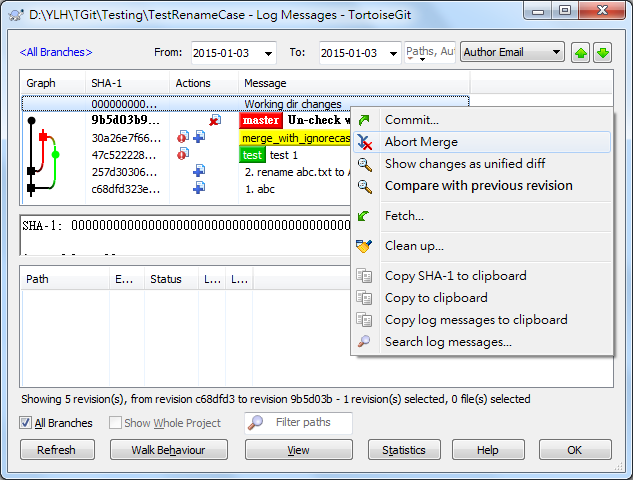 D:\YLH\TGit\Testing\TestRenameCase - Log Messages - TortoiseGit
<All Branches> From: 2015-01-03 To: 2015-01-03 Paths, Au Author Email
Graph SHA-1 Actions Message
000000000... Working dir changes
9b5d03b9... master Un-check w
30a26e7f66... merge_with_ignorecas
47c522228... test test 1
257d30306... 2. rename abc.txt to A
c68dfd323e... 1. abc
Commit...
Abort Merge
Show changes as unified diff
Compare with previous revision
Fetch...
Clean up...
Copy SHA-1 to clipboard
Copy to clipboard
Copy log messages to clipboard
Search log messages...
SHA-1: 0000000000000000000000000000000000000000
Path E... Status L... L...
Showing 5 revision(s), from revision c68dfd3 to revision 9b5d03b - 1 revision(s) selected, 0 file(s) selected
All Branches Show Whole Project Filter paths
Refresh Walk Behaviour View Statistics Help OK